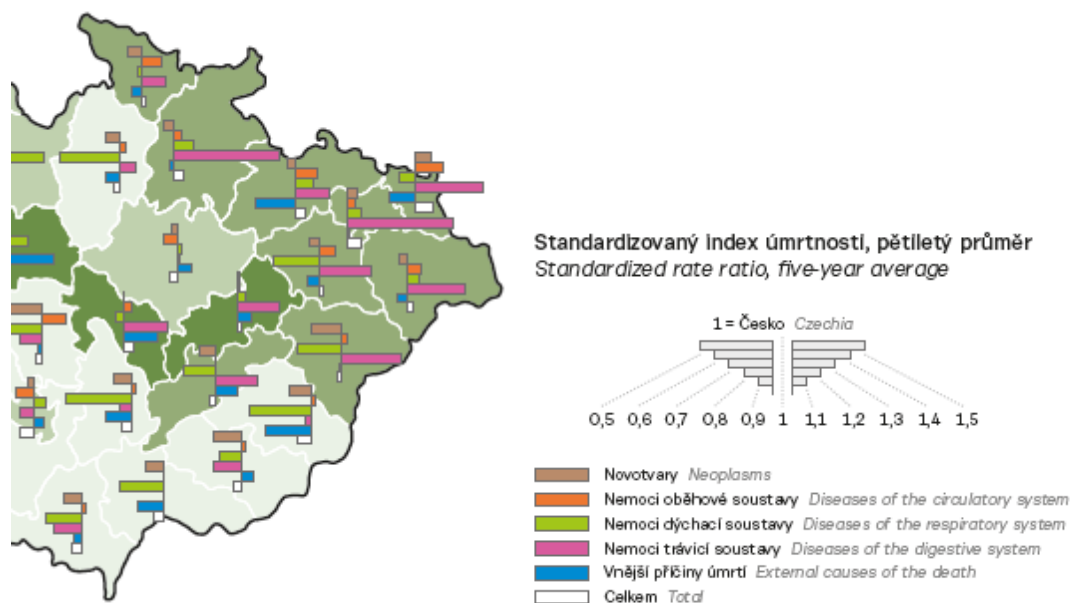 Standardizovaný index úmrtnosti, pětiletý průměr
Standardized rate ratio, five-year average
1 = Česko Czechia
0,5 0,6 0,7 0,8 0,9 1 1,1 1,2 1,3 1,4 1,5
Novotvary Neoplasms
Nemoci oběhové soustavy Diseases of the circulatory system
Nemoci dýchací soustavy Diseases of the respiratory system
Nemoci trávicí soustavy Diseases of the digestive system
Vnější příčiny úmrtí External causes of the death
Celkem Total